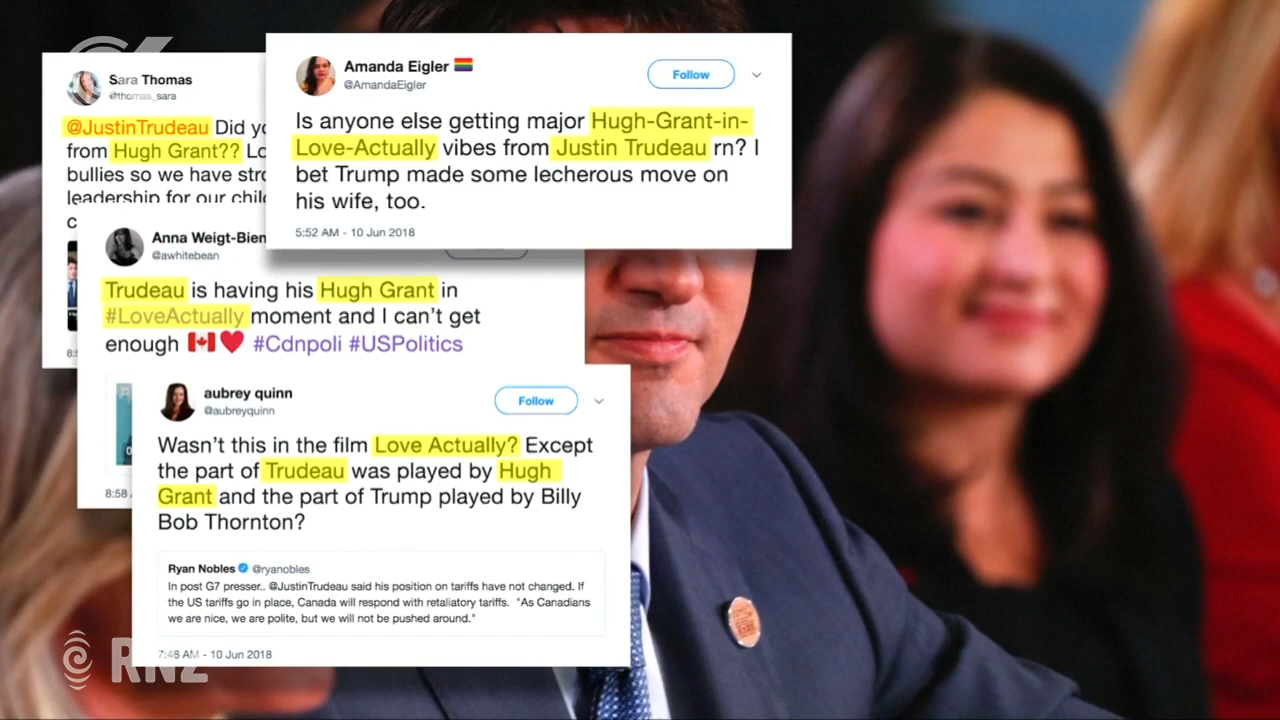 Sara Thomas
@thomas_sara
@JustinTrudeau Did yo
from Hugh Grant?? Lo
bullies so we have stro
leadership for our chil
Amanda Eigler
@AmandaEigler
Follow
Is anyone else getting major Hugh-Grant-in-
Love-Actually vibes from Justin Trudeau rn? I
bet Trump made some lecherous move on
his wife, too.
5:52 AM - 10 Jun 2018
Anna Weigt-Bien
@awhitebean
Trudeau is having his Hugh Grant in
#LoveActually moment and I can't get
enough 🇨🇦❤️ #Cdnpoli #USPolitics
8:58
aubrey quinn
@aubreyquinn
Follow
Wasn't this in the film Love Actually? Except
the part of Trudeau was played by Hugh
Grant and the part of Trump played by Billy
Bob Thornton?
Ryan Nobles @ryanobles
In post G7 presser.. @JustinTrudeau said his position on tariffs have not changed. If
the US tariffs go in place, Canada will respond with retaliatory tariffs. "As Canadians
we are nice, we are polite, but we will not be pushed around."
7:46 AM - 10 Jun 2018
RNZ